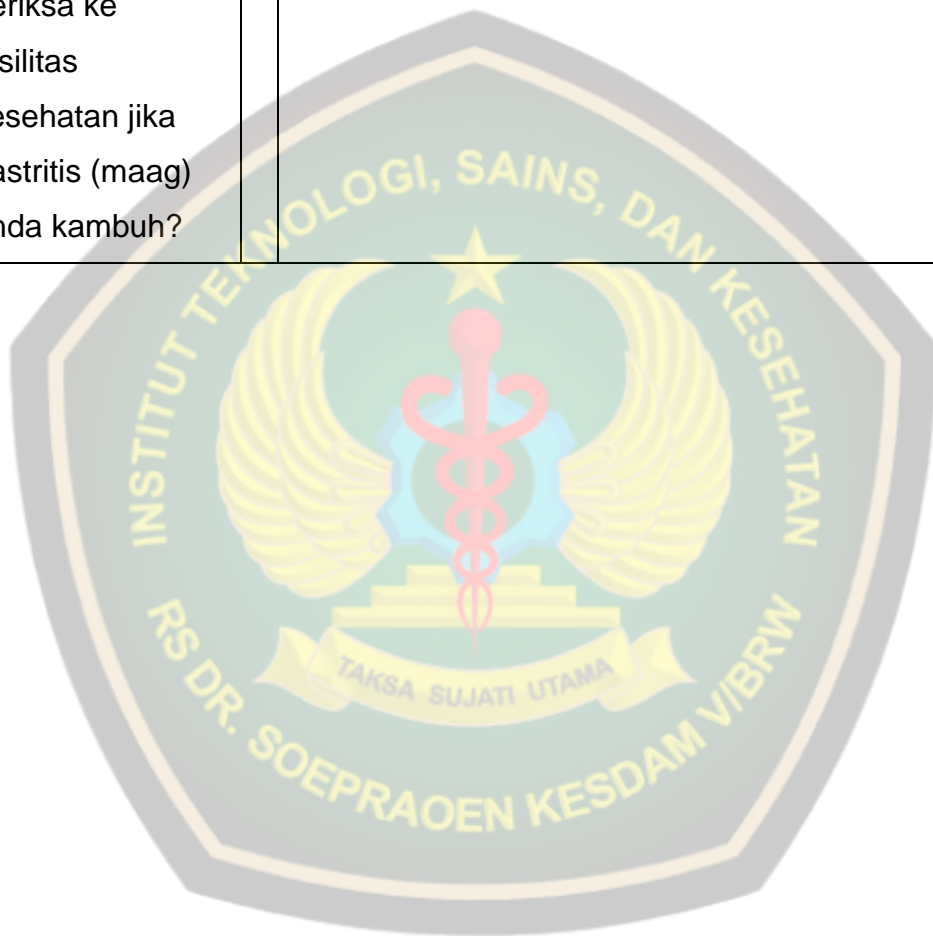 eriksa ke
silitas
esehatan jika
astritis (maag)
nda kambuh?
INSTITUT TEKNOLOGI, SAINS, DAN KESEHATAN
TAKSA SUJATI UTAMA
RS DR. SOEPRAOEN KESDAM V/BRW